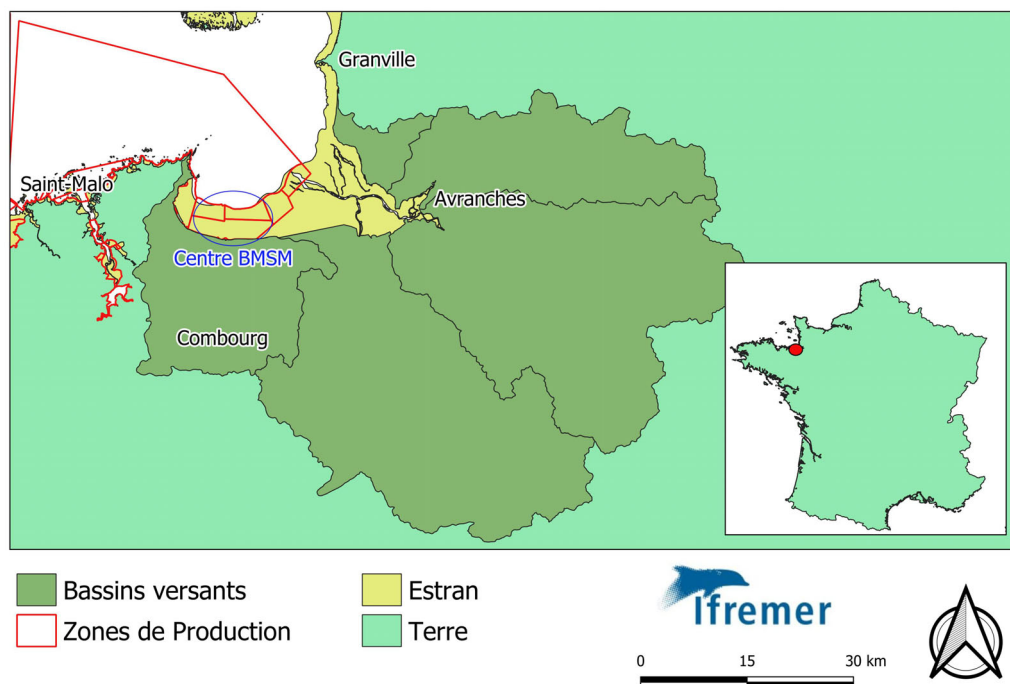 Granville
Saint-Malo
Avranches
Centre BMSM
Combourg
Bassins versants
Estran
Zones de Production
Terre
Ifremer
0 15 30 km